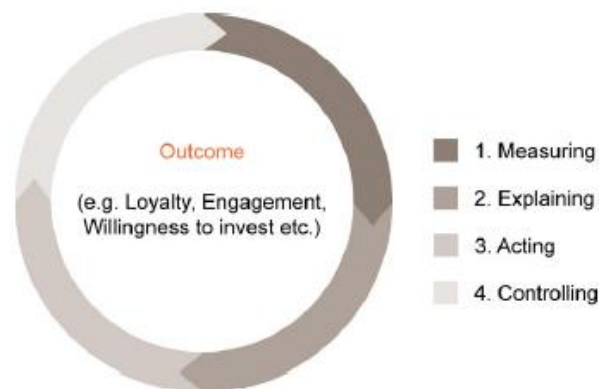 Outcome
(e.g. Loyalty, Engagement,
Willingness to invest etc.)
1. Measuring
2. Explaining
3. Acting
4. Controlling